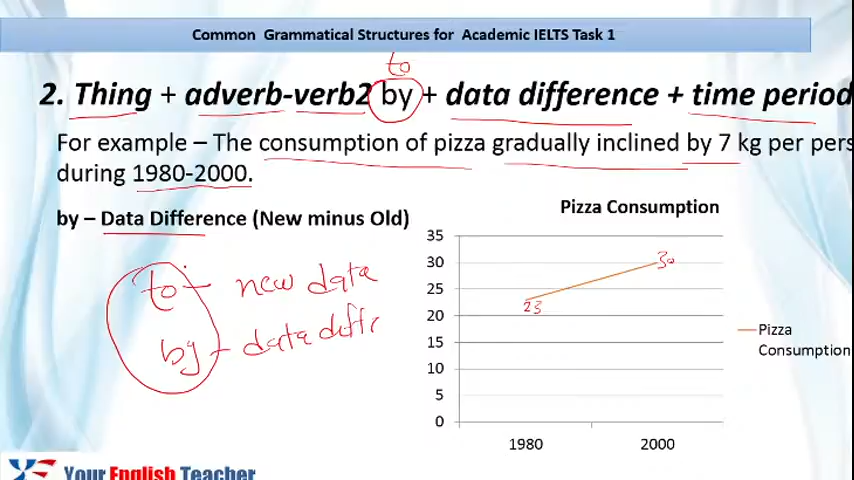 Common Grammatical Structures for Academic IELTS Task 1
to
2. Thing + adverb-verb2 by + data difference + time period
For example – The consumption of pizza gradually inclined by 7 kg per pers
during 1980-2000.
by – Data Difference (New minus Old)
Pizza Consumption
35
30
25
20
15
10
5
0
1980
2000
23
30
Pizza
Consumption
to – new data
by – data diff
Your English Teacher